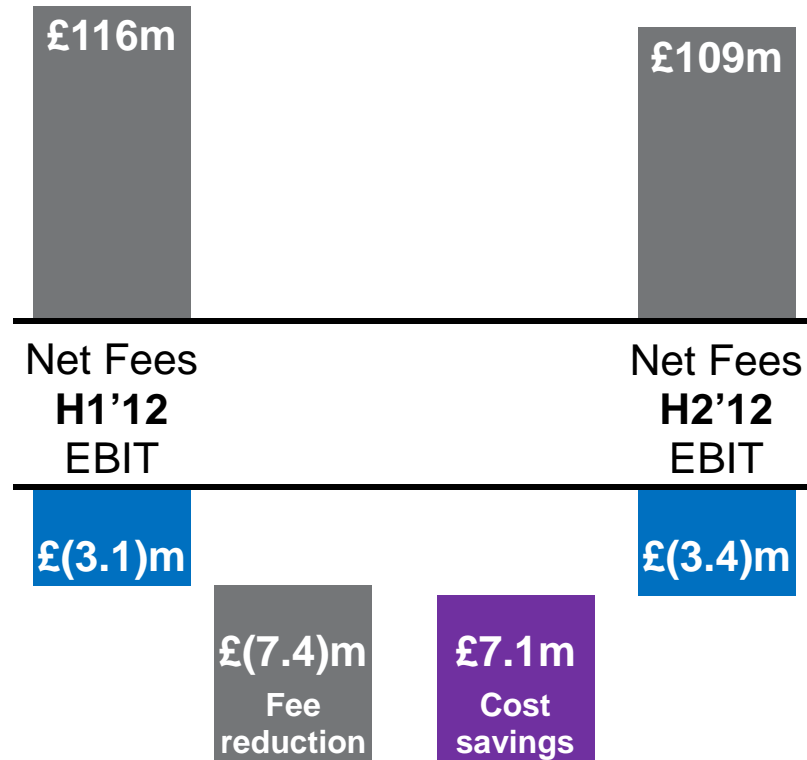 £116m
£109m
Net Fees
H1’12
EBIT
Net Fees
H2’12
EBIT
£(3.1)m
£(3.4)m
£(7.4)m
Fee
reduction
£7.1m
Cost
savings